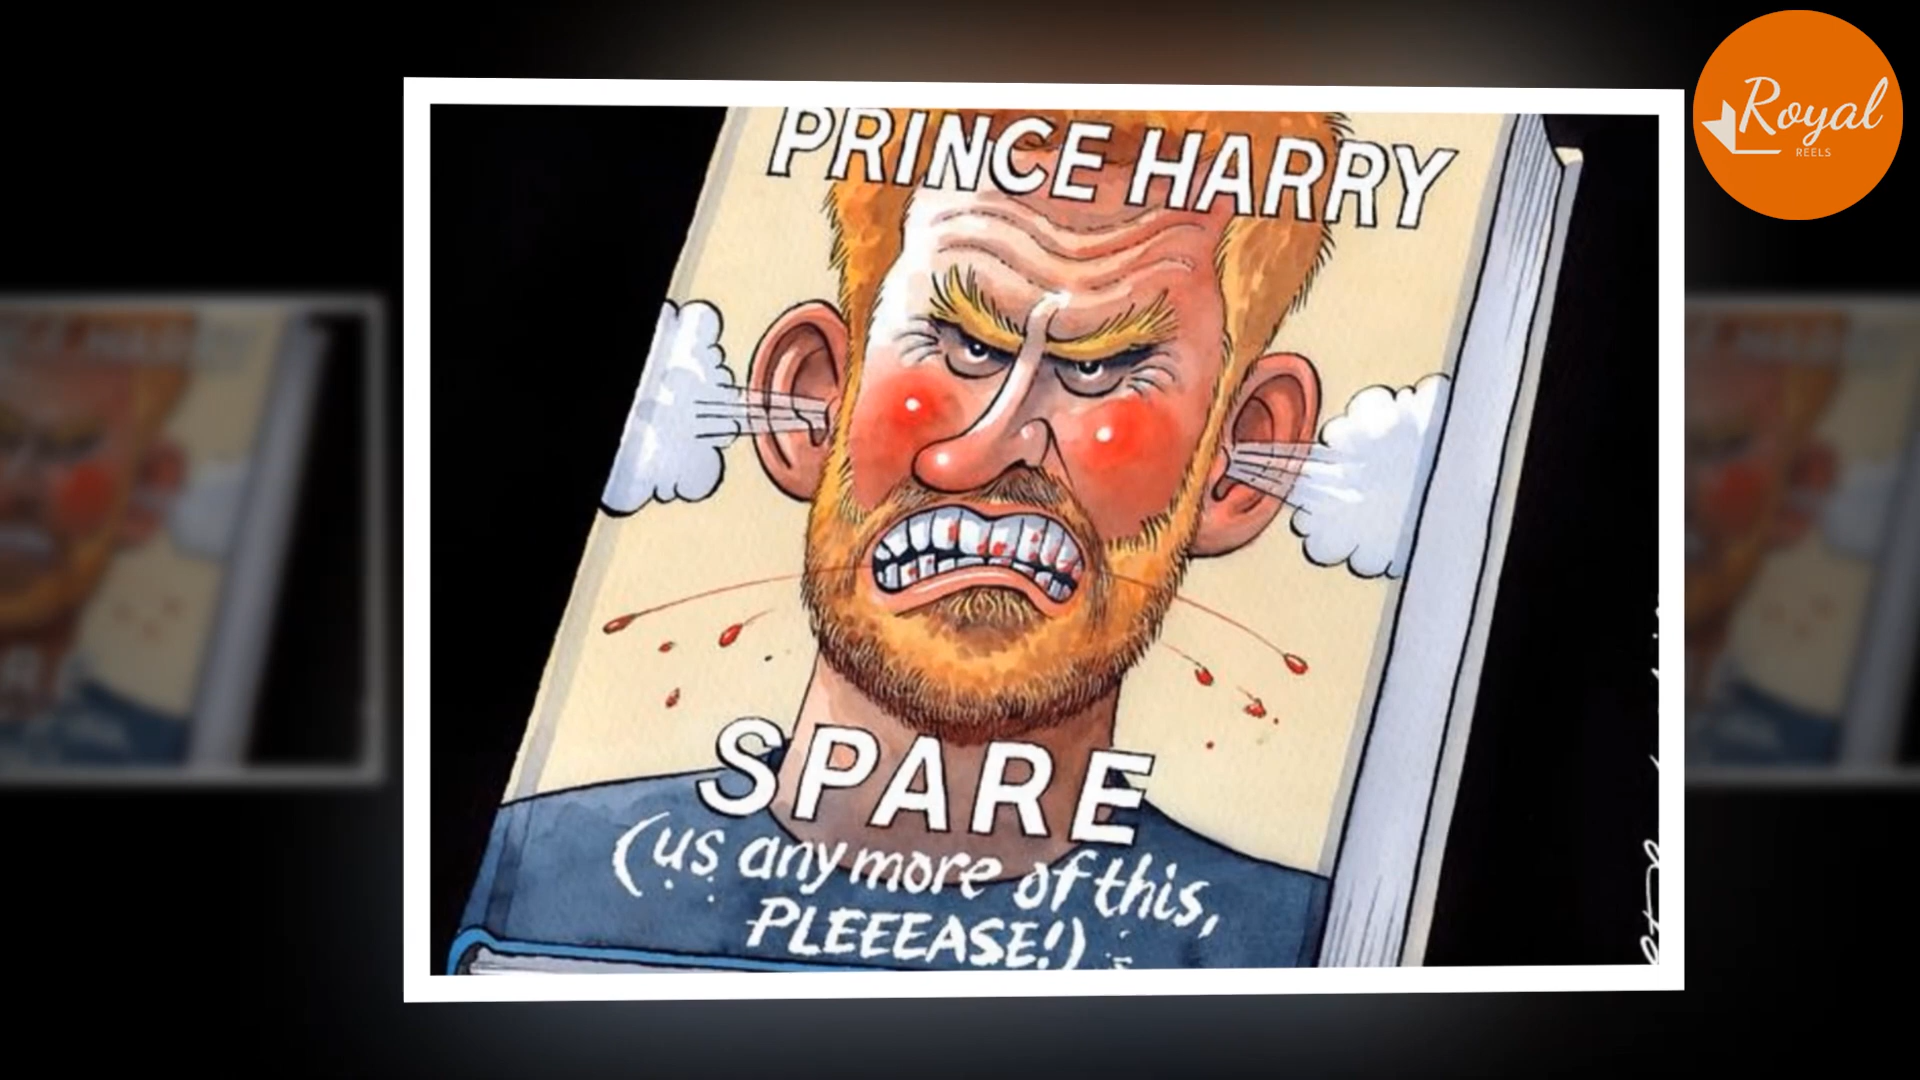 Royal
REELS
PRINCE HARRY
SPARE
(us any more of this,
PLEEEASE!)